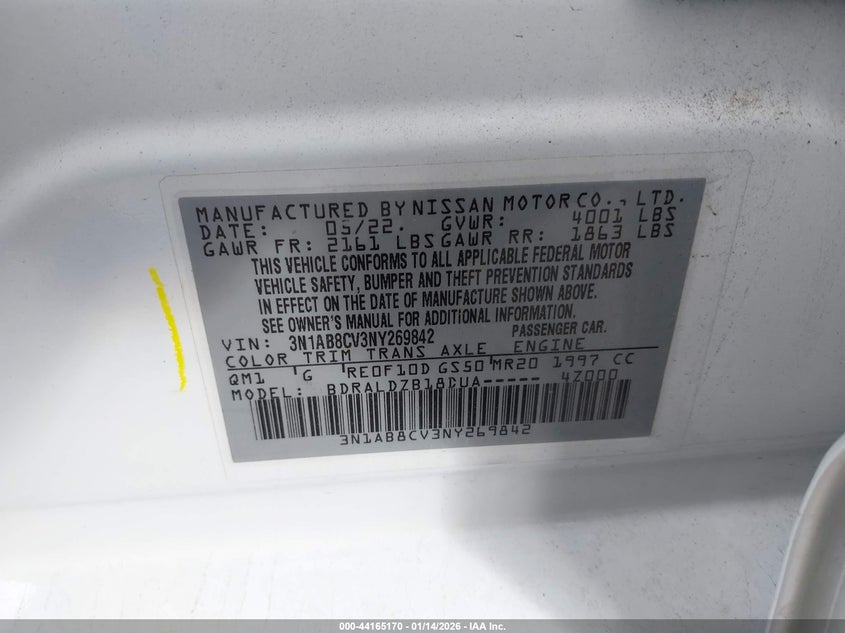 MANUFACTURED BY NISSAN MOTOR CO., LTD.
DATE: 05/22. GVWR: 4001 LBS
GAWR FR: 2161 LBS GAWR RR: 1863 LBS
THIS VEHICLE CONFORMS TO ALL APPLICABLE FEDERAL MOTOR
VEHICLE SAFETY, BUMPER AND THEFT PREVENTION STANDARDS
IN EFFECT ON THE DATE OF MANUFACTURE SHOWN ABOVE.
SEE OWNER'S MANUAL FOR ADDITIONAL INFORMATION.
VIN: 3N1AB8CV3NY269842 PASSENGER CAR.
COLOR TRIM TRANS AXLE ENGINE
QM1 G RE0F10D GS50 MR20 1997 CC
MODEL: BDRALDZB18DUA----- 4Z000
3N1AB8CV3NY269842
000-44165170 - 01/14/2026 - IAA Inc.